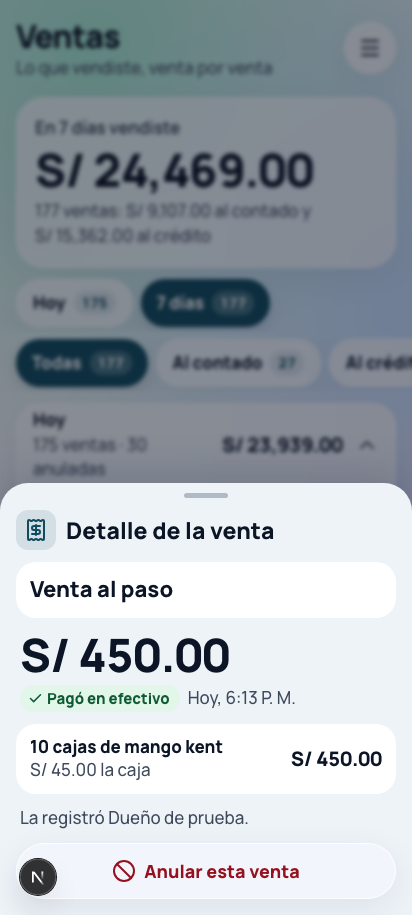 Ventas
Lo que vendiste, venta por venta
En 7 días vendiste
S/ 24,469.00
177 ventas: S/ 9,107.00 al contado y
S/ 15,362.00 al crédito
Hoy 175
7 días 177
Todas 177
Al contado 27
Al crédit
Hoy
175 ventas · 30
anuladas
S/ 23,939.00
Detalle de la venta
Venta al paso
S/ 450.00
Pagó en efectivo
Hoy, 6:13 P. M.
10 cajas de mango kent
S/ 45.00 la caja
S/ 450.00
La registró Dueño de prueba.
N
Anular esta venta